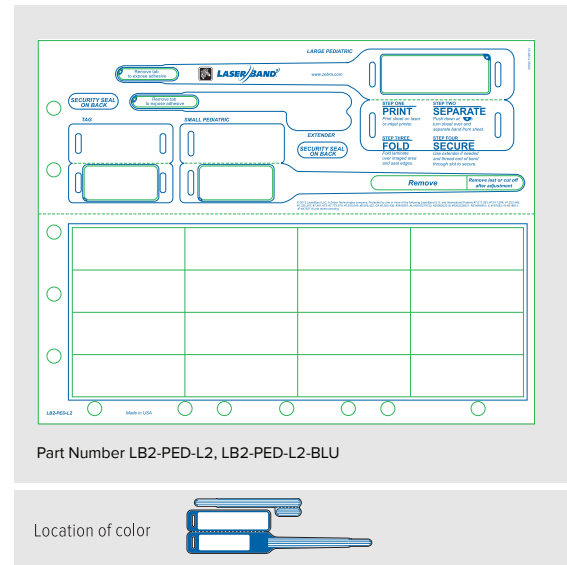 LARGE PEDIATRIC
Remove tab
to expose adhesive
LASER BAND2
www.zebra.com
SECURITY SEAL
ON BACK
Remove tab
to expose adhesive
TAG
SMALL PEDIATRIC
EXTENDER
SECURITY SEAL
ON BACK
STEP ONE
PRINT
Print sheet on laser
or inkjet printer.
STEP TWO
SEPARATE
Push down at
turn sheet over and
separate band from sheet.
STEP THREE
FOLD
Fold laminate
over imaged area
and seal edges.
STEP FOUR
SECURE
Use extender if needed
and thread end of band
through slot to secure.
Remove
Remove last or cut off
after adjustment
LB2-PED-L2
Made in USA
Part Number LB2-PED-L2, LB2-PED-L2-BLU
Location of color